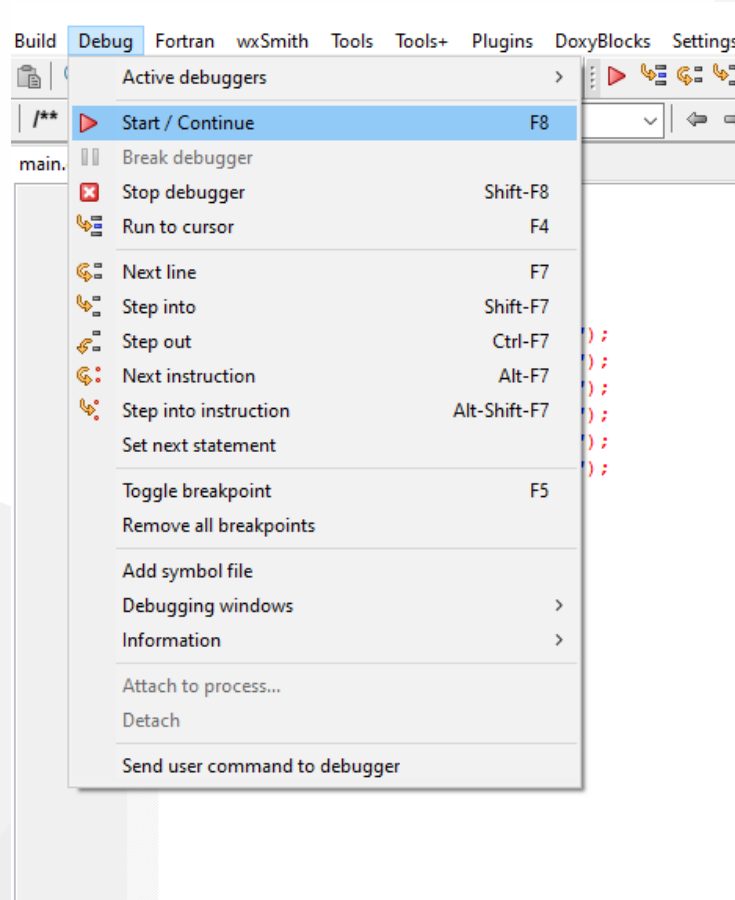 Build Debug Fortran wxSmith Tools Tools+ Plugins DoxyBlocks Settings
Active debuggers
/** Start / Continue F8
Break debugger
main.
Stop debugger Shift-F8
Run to cursor F4
Next line F7
Step into Shift-F7
");
Step out Ctrl-F7
");
Next instruction Alt-F7
");
Step into instruction Alt-Shift-F7
");
Set next statement
");
");
Toggle breakpoint F5
Remove all breakpoints
Add symbol file
Debugging windows
Information
Attach to process...
Detach
Send user command to debugger